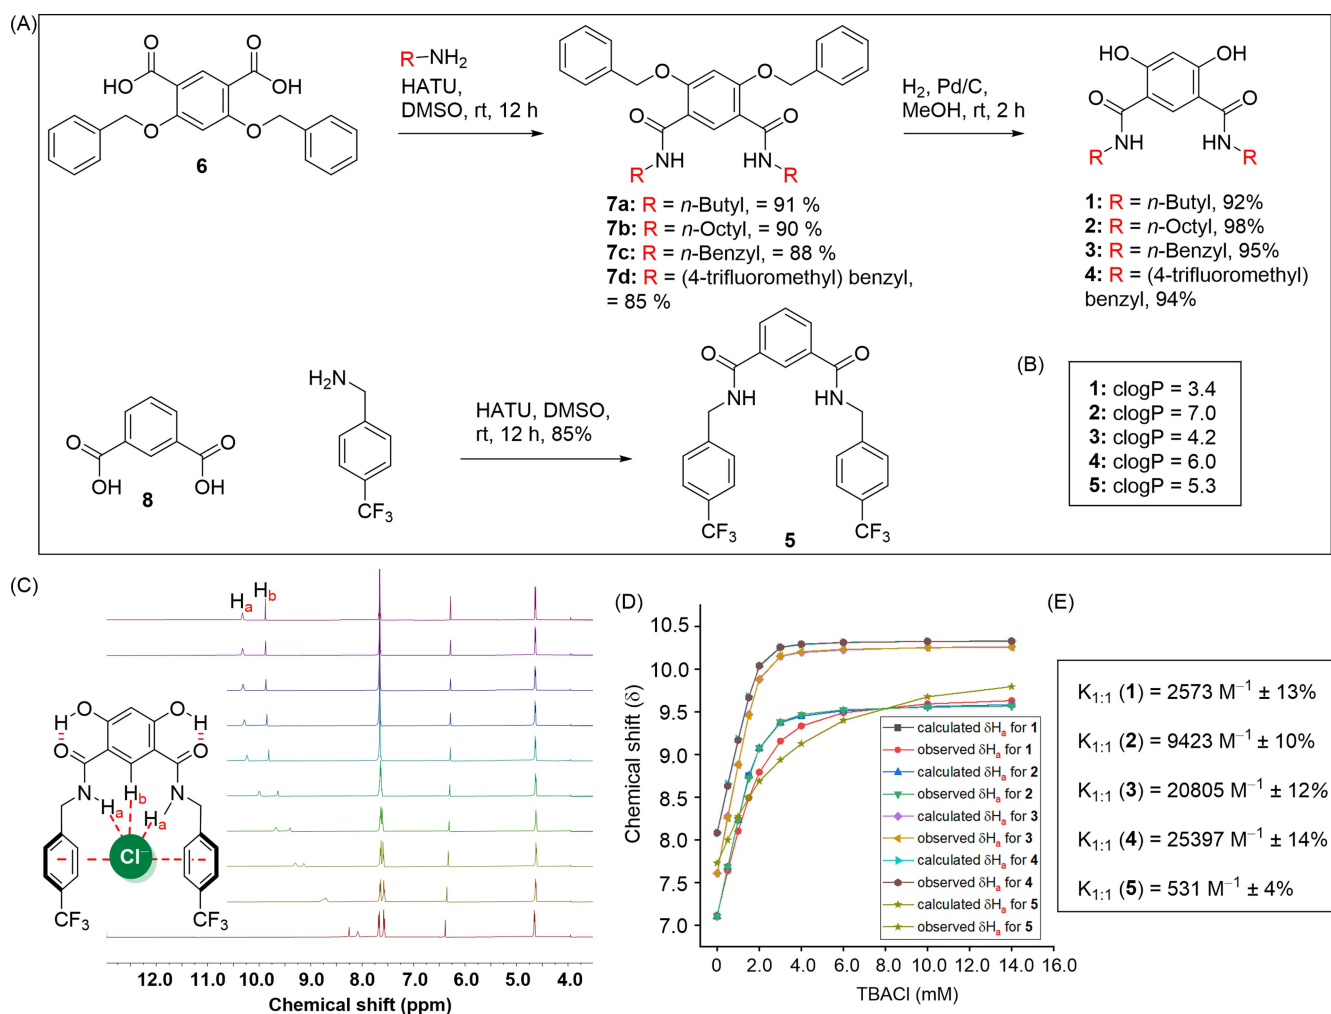 (A)
R–NH2
HATU,
DMSO, rt, 12 h
H2, Pd/C,
MeOH, rt, 2 h
O
O
OH
OH
O
O
6
O
O
O
O
NH
HN
R
R
7a: R = n-Butyl, = 91 %
7b: R = n-Octyl, = 90 %
7c: R = n-Benzyl, = 88 %
7d: R = (4-trifluoromethyl) benzyl,
= 85 %
HO
OH
O
O
NH
HN
R
R
1: R = n-Butyl, 92%
2: R = n-Octyl, 98%
3: R = n-Benzyl, 95%
4: R = (4-trifluoromethyl)
benzyl, 94%
O
O
OH
OH
8
H2N
CF3
HATU, DMSO,
rt, 12 h, 85%
O
O
NH
HN
CF3
CF3
5
(B)
1: clogP = 3.4
2: clogP = 7.0
3: clogP = 4.2
4: clogP = 6.0
5: clogP = 5.3
(C)
Ha
Hb
HO
OH
H
H
O
O
N
N
H
Hb
Ha
Ha
Cl−
CF3
CF3
12.0 11.0 10.0 9.0 8.0 7.0 6.0 5.0 4.0
Chemical shift (ppm)
(D)
Chemical shift (δ)
10.5
10.0
9.5
9.0
8.5
8.0
7.5
7.0
calculated δHa for 1
observed δHa for 1
calculated δHa for 2
observed δHa for 2
calculated δHa for 3
observed δHa for 3
calculated δHa for 4
observed δHa for 4
calculated δHa for 5
observed δHa for 5
0.0 2.0 4.0 6.0 8.0 10.0 12.0 14.0 16.0
TBACl (mM)
(E)
K1:1 (1) = 2573 M−1 ± 13%
K1:1 (2) = 9423 M−1 ± 10%
K1:1 (3) = 20805 M−1 ± 12%
K1:1 (4) = 25397 M−1 ± 14%
K1:1 (5) = 531 M−1 ± 4%